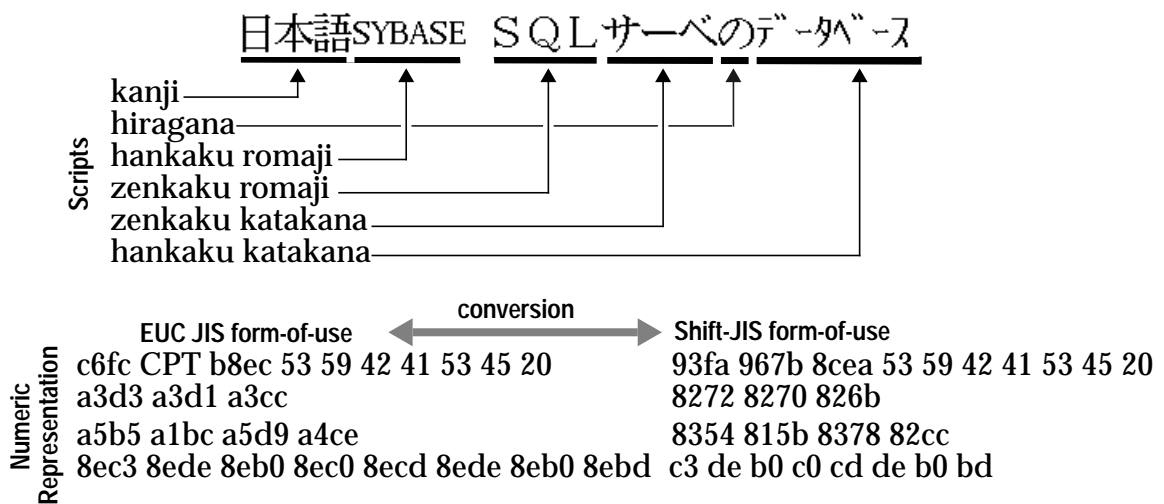 日本語SYBASE ＳＱＬサーベのﾃﾞｰﾀﾍﾞｰｽ
Scripts
kanji
hiragana
hankaku romaji
zenkaku romaji
zenkaku katakana
hankaku katakana
conversion
EUC JIS form-of-use Shift-JIS form-of-use
Numeric Representation
c6fc CPT b8ec 53 59 42 41 53 45 20 93fa 967b 8cea 53 59 42 41 53 45 20
a3d3 a3d1 a3cc 8272 8270 826b
a5b5 a1bc a5d9 a4ce 8354 815b 8378 82cc
8ec3 8ede 8eb0 8ec0 8ecd 8ede 8eb0 8ebd c3 de b0 c0 cd de b0 bd